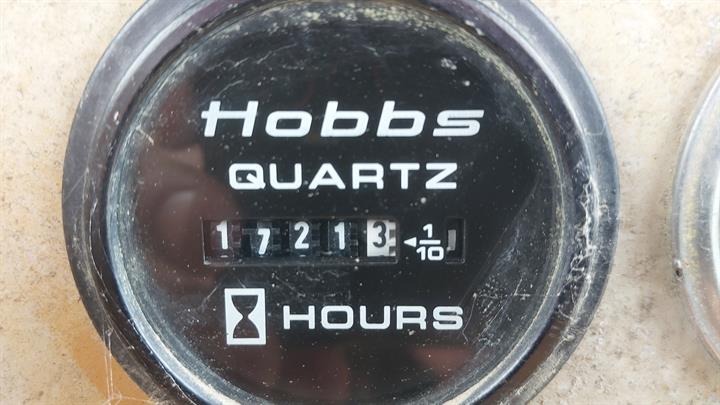 Hobbs
QUARTZ
17213 ◄1/10
HOURS